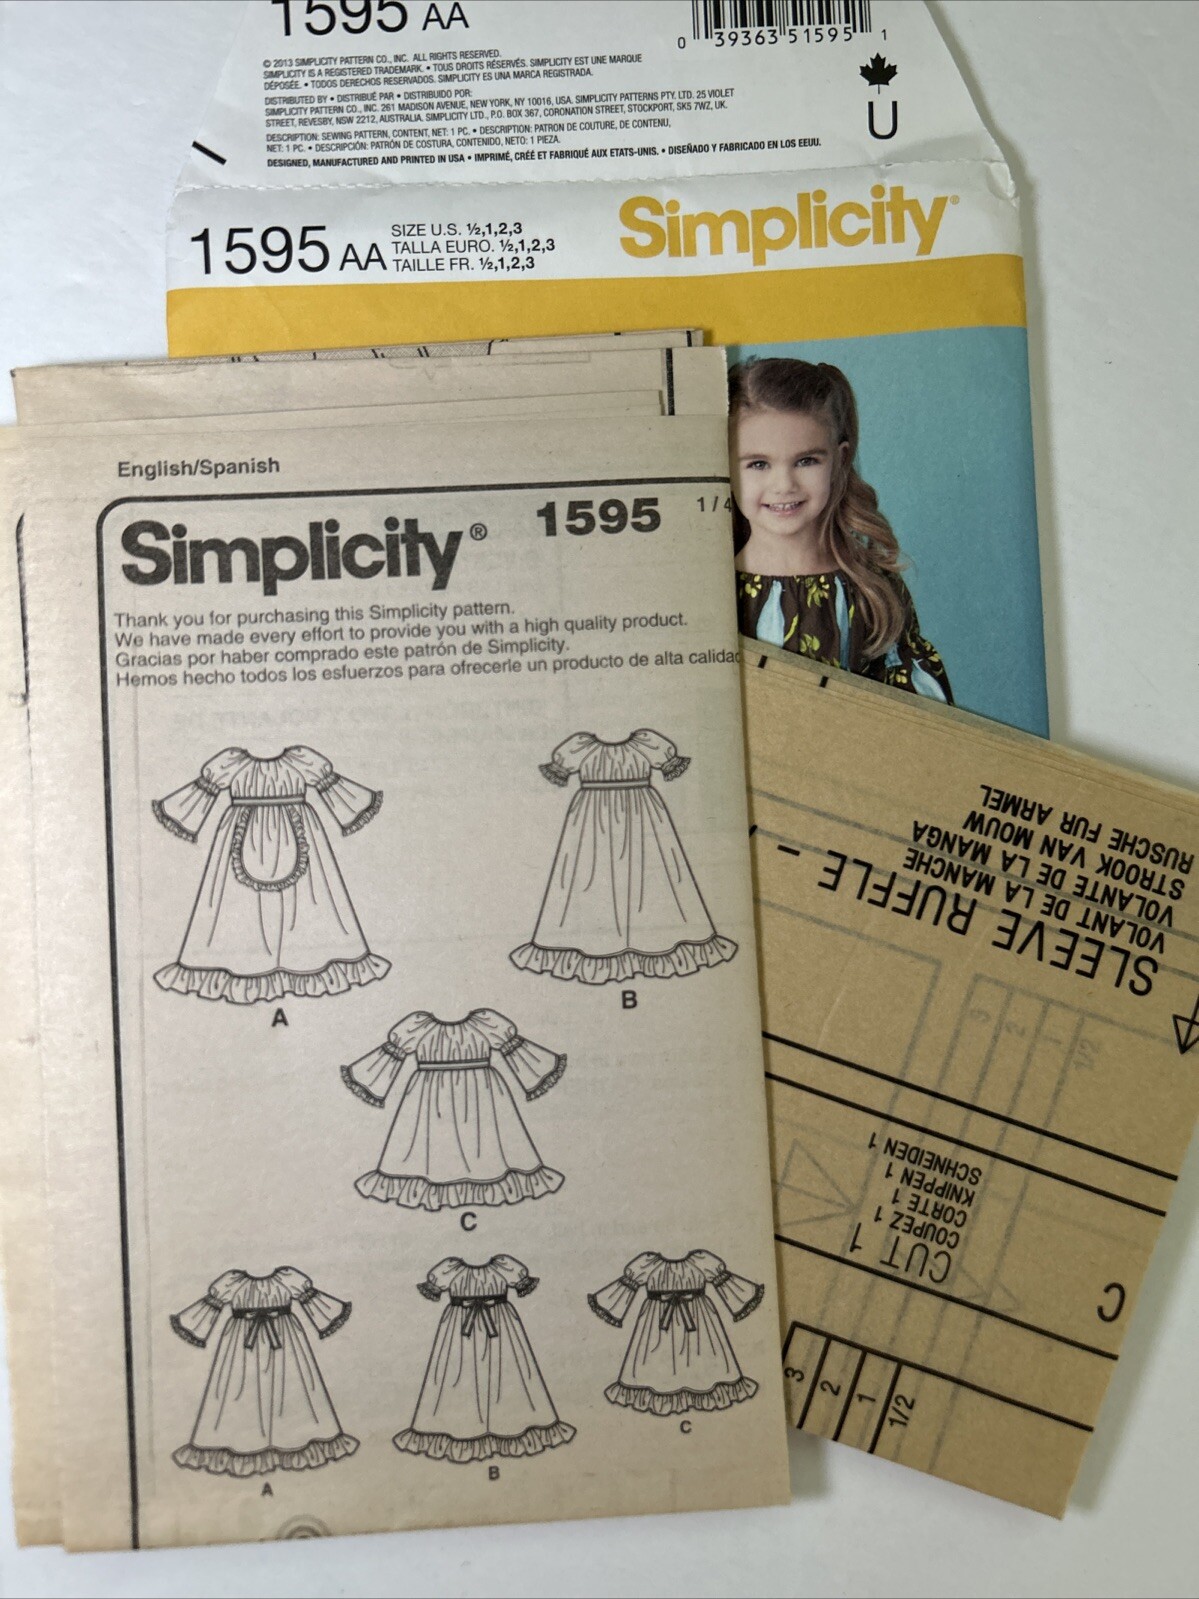 1595 AA
0 39363 51595 1
© 2013 SIMPLICITY PATTERN CO., INC. ALL RIGHTS RESERVED.
SIMPLICITY IS A REGISTERED TRADEMARK. • TOUS DROITS RÉSERVÉS. SIMPLICITY EST UNE MARQUE
DÉPOSÉE. • TODOS DERECHOS RESERVADOS. SIMPLICITY ES UNA MARCA REGISTRADA.
DISTRIBUTED BY • DISTRIBUÉ PAR • DISTRIBUIDO POR:
SIMPLICITY PATTERN CO., INC. 261 MADISON AVENUE, NEW YORK, NY 10016, USA. SIMPLICITY PATTERNS PTY. LTD. 25 VIOLET
STREET, REVESBY, NSW 2212, AUSTRALIA. SIMPLICITY LTD., P.O. BOX 367, CORONATION STREET, STOCKPORT, SK5 7WZ, UK.
DESCRIPTION: SEWING PATTERN, CONTENT, NET: 1 PC. • DESCRIPTION: PATRON DE COUTURE, DE CONTENU,
NET: 1 PC. • DESCRIPCIÓN: PATRÓN DE COSTURA, CONTENIDO, NETO: 1 PIEZA.
DESIGNED, MANUFACTURED AND PRINTED IN USA • IMPRIMÉ, CRÉÉ ET FABRIQUÉ AUX ETATS-UNIS. • DISEÑADO Y FABRICADO EN LOS EEUU.
U
1595 AA
SIZE U.S. ½,1,2,3
TALLA EURO. ½,1,2,3
TAILLE FR. ½,1,2,3
Simplicity®
English/Spanish
Simplicity® 1595 1 / 4
Thank you for purchasing this Simplicity pattern.
We have made every effort to provide you with a high quality product.
Gracias por haber comprado este patrón de Simplicity.
Hemos hecho todos los esfuerzos para ofrecerle un producto de alta calidad
A
B
C
A
B
C
SLEEVE RUFFLE -
VOLANT DE LA MANCHE
VOLANTE DE LA MANGA
STROOK VAN MOUW
RUSCHE FUR ARMEL
3
2
1
1/2
CUT 1
COUPEZ 1
CORTE 1
KNIPPEN 1
SCHNEIDEN 1
C
3
2
1
1/2